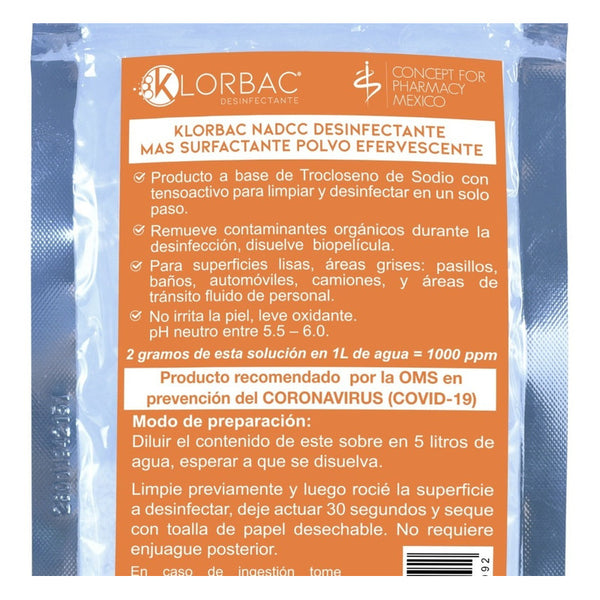 KLORBAC®
DESINFECTANTE
CONCEPT FOR
PHARMACY
MEXICO
KLORBAC NADCC DESINFECTANTE
MAS SURFACTANTE POLVO EFERVESCENTE
Producto a base de Trocloseno de Sodio con
tensoactivo para limpiar y desinfectar en un solo
paso.
Remueve contaminantes orgánicos durante la
desinfección, disuelve biopelícula.
Para superficies lisas, áreas grises: pasillos,
baños, automóviles, camiones, y áreas de
tránsito fluido de personal.
No irrita la piel, leve oxidante.
pH neutro entre 5.5 – 6.0.
2 gramos de esta solución en 1L de agua = 1000 ppm
Producto recomendado por la OMS en
prevención del CORONAVIRUS (COVID-19)
Modo de preparación:
Diluir el contenido de este sobre en 5 litros de
agua, esperar a que se disuelva.
Limpie previamente y luego rocié la superficie
a desinfectar, deje actuar 30 segundos y seque
con toalla de papel desechable. No requiere
enjuague posterior.
En caso de ingestión tome